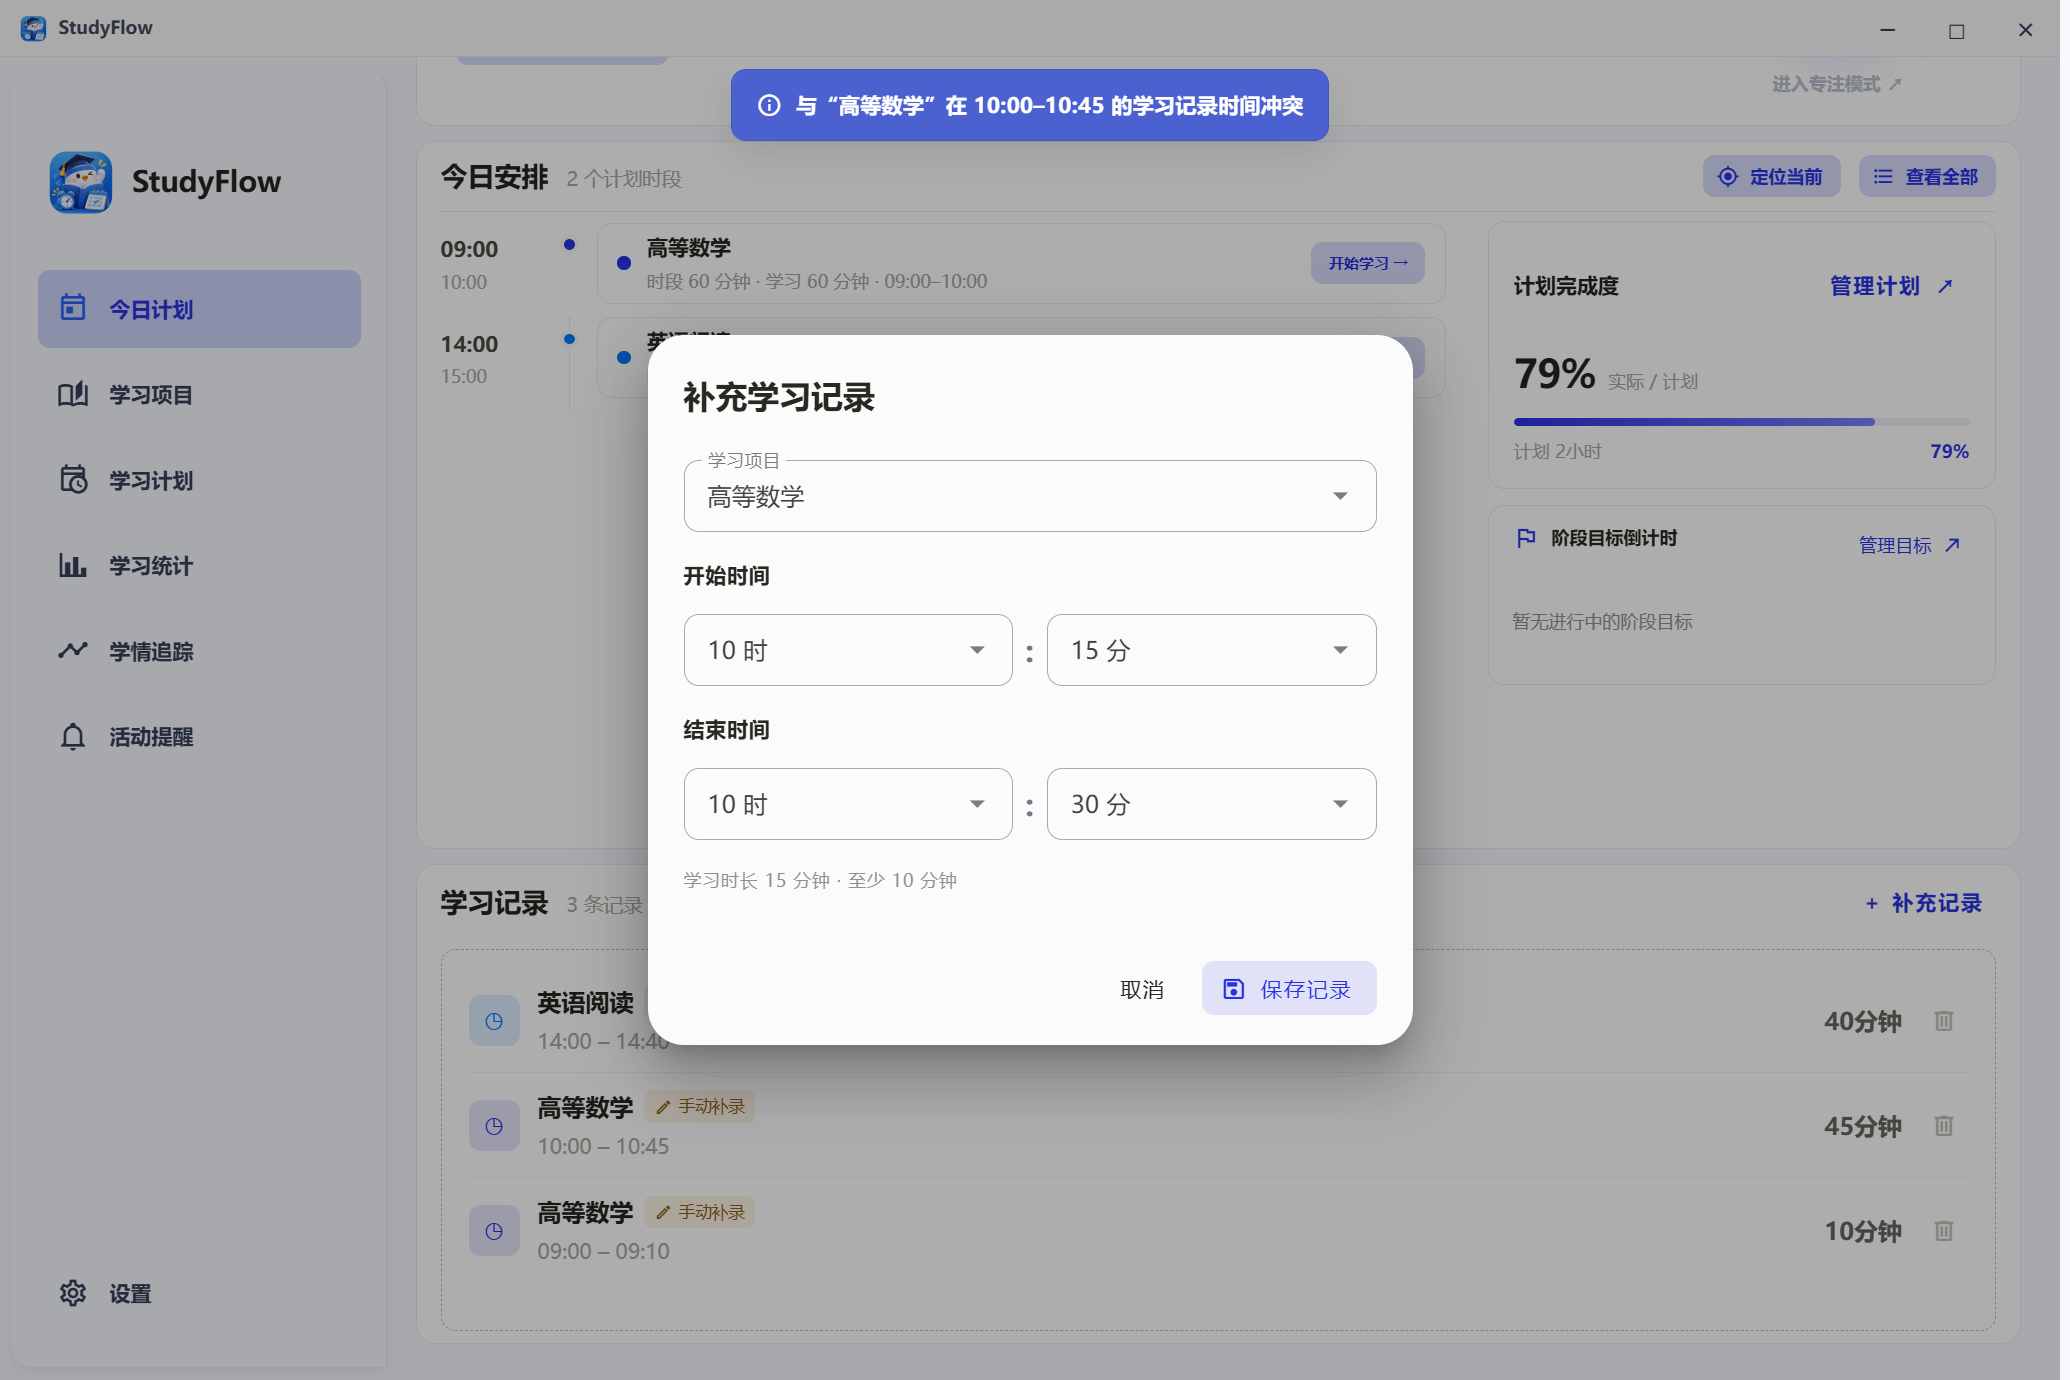 StudyFlow
进入专注模式 ↗
与“高等数学”在 10:00–10:45 的学习记录时间冲突
StudyFlow
今日计划
学习项目
学习计划
学习统计
学情追踪
活动提醒
设置
今日安排 2 个计划时段
定位当前
查看全部
09:00
10:00
高等数学
时段 60 分钟 · 学习 60 分钟 · 09:00–10:00
开始学习→
14:00
15:00
计划完成度
管理计划 ↗
79% 实际 / 计划
计划 2小时
79%
阶段目标倒计时
管理目标 ↗
暂无进行中的阶段目标
补充学习记录
学习项目
高等数学
开始时间
10 时 : 15 分
结束时间
10 时 : 30 分
学习时长 15 分钟 · 至少 10 分钟
取消
保存记录
学习记录 3 条记录
+ 补充记录
英语阅读
14:00 – 14:40
40分钟
高等数学 手动补录
10:00 – 10:45
45分钟
高等数学 手动补录
09:00 – 09:10
10分钟